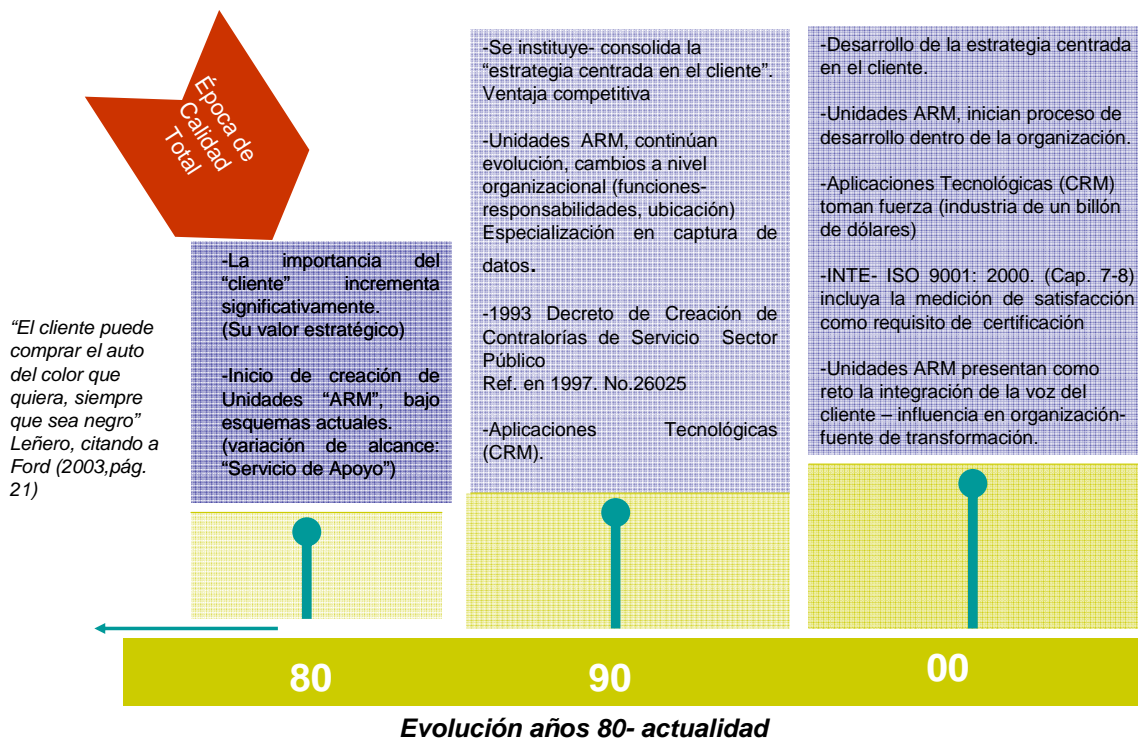 Época de
Calidad
Total
“El cliente puede
comprar el auto
del color que
quiera, siempre
que sea negro”
Leñero, citando a
Ford (2003,pág.
21)
-La importancia del
“cliente” incrementa
significativamente.
(Su valor estratégico)
-Inicio de creación de
Unidades “ARM”, bajo
esquemas actuales.
(variación de alcance:
“Servicio de Apoyo”)
-Se instituye- consolida la
“estrategia centrada en el cliente”.
Ventaja competitiva
-Unidades ARM, continúan
evolución, cambios a nivel
organizacional (funciones-
responsabilidades, ubicación)
Especialización en captura de
datos.
-1993 Decreto de Creación de
Contralorías de Servicio Sector
Público
Ref. en 1997. No.26025
-Aplicaciones Tecnológicas
(CRM).
-Desarrollo de la estrategia centrada
en el cliente.
-Unidades ARM, inician proceso de
desarrollo dentro de la organización.
-Aplicaciones Tecnológicas (CRM)
toman fuerza (industria de un billón
de dólares)
-INTE- ISO 9001: 2000. (Cap. 7-8)
incluya la medición de satisfacción
como requisito de certificación
-Unidades ARM presentan como
reto la integración de la voz del
cliente – influencia en organización-
fuente de transformación.
80
90
00
Evolución años 80- actualidad